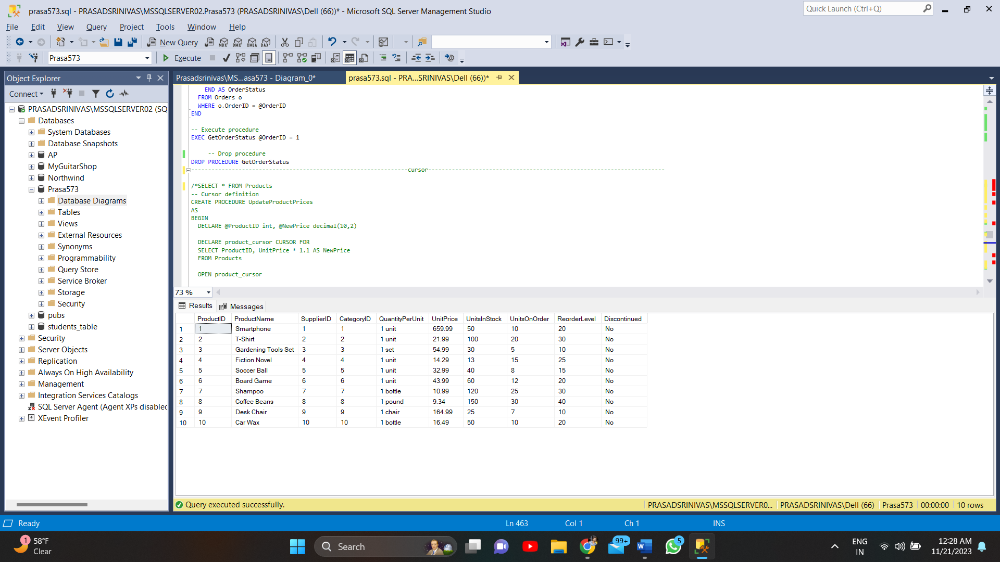 prasa573.sql - PRASADSRINIVAS\MSSQLSERVER02.Prasa573 (PRASADSRINIVAS\Dell (66))* - Microsoft SQL Server Management Studio
Quick Launch (Ctrl+Q)
File Edit View Query Project Tools Window Help
New Query MDX DMX XMLA DAX
Prasa573 Execute
Object Explorer
Connect
PRASADSRINIVAS\MSSQLSERVER02 (SQ
Databases
System Databases
Database Snapshots
AP
MyGuitarShop
Northwind
Prasa573
Database Diagrams
Tables
Views
External Resources
Synonyms
Programmability
Query Store
Service Broker
Storage
Security
pubs
students_table
Security
Server Objects
Replication
Always On High Availability
Management
Integration Services Catalogs
SQL Server Agent (Agent XPs disabled
XEvent Profiler
Prasadsrinivas\MS...asa573 - Diagram_0*
prasa573.sql - PRA...SRINIVAS\Dell (66))*
END AS OrderStatus
FROM Orders o
WHERE o.OrderID = @OrderID
END
-- Execute procedure
EXEC GetOrderStatus @OrderID = 1
-- Drop procedure
DROP PROCEDURE GetOrderStatus
----------------------------------------------------------------cursor----------------------------------------------------------------------
/*SELECT * FROM Products
-- Cursor definition
CREATE PROCEDURE UpdateProductPrices
AS
BEGIN
DECLARE @ProductID int, @NewPrice decimal(10,2)
DECLARE product_cursor CURSOR FOR
SELECT ProductID, UnitPrice * 1.1 AS NewPrice
FROM Products
OPEN product_cursor
73 %
Results Messages
ProductID ProductName SupplierID CategoryID QuantityPerUnit UnitPrice UnitsInStock UnitsOnOrder ReorderLevel Discontinued
1 1 Smartphone 1 1 1 unit 659.99 50 10 20 No
2 2 T-Shirt 2 2 1 unit 21.99 100 20 30 No
3 3 Gardening Tools Set 3 3 1 set 54.99 30 5 10 No
4 4 Fiction Novel 4 4 1 unit 14.29 13 15 25 No
5 5 Soccer Ball 5 5 1 unit 32.99 40 8 15 No
6 6 Board Game 6 6 1 unit 43.99 60 12 20 No
7 7 Shampoo 7 7 1 bottle 10.99 120 25 30 No
8 8 Coffee Beans 8 8 1 pound 9.34 150 30 40 No
9 9 Desk Chair 9 9 1 chair 164.99 25 7 10 No
10 10 Car Wax 10 10 1 bottle 16.49 50 10 20 No
Query executed successfully.
PRASADSRINIVAS\MSSQLSERVER0... PRASADSRINIVAS\Dell (66) Prasa573 00:00:00 10 rows
Ready
Ln 463 Col 1 Ch 1 INS
1
58°F
Clear
Search
99+
W
5
ENG
IN
12:28 AM
11/21/2023